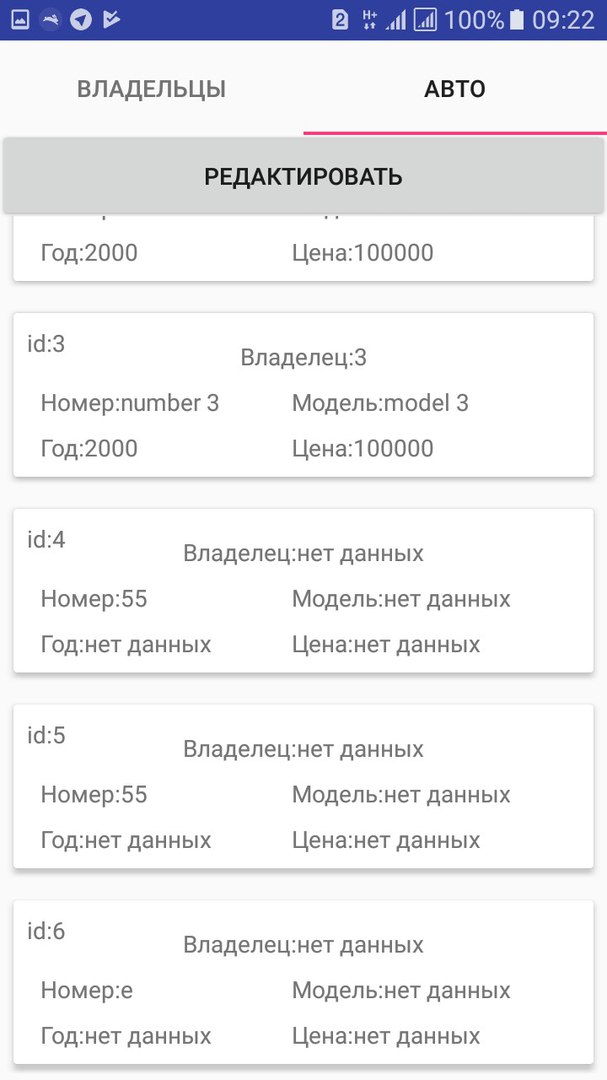 2 H+ 100% 09:22
ВЛАДЕЛЬЦЫ АВТО
РЕДАКТИРОВАТЬ
Год:2000 Цена:100000
id:3
Владелец:3
Номер:number 3 Модель:model 3
Год:2000 Цена:100000
id:4
Владелец:нет данных
Номер:55 Модель:нет данных
Год:нет данных Цена:нет данных
id:5
Владелец:нет данных
Номер:55 Модель:нет данных
Год:нет данных Цена:нет данных
id:6
Владелец:нет данных
Номер:е Модель:нет данных
Год:нет данных Цена:нет данных